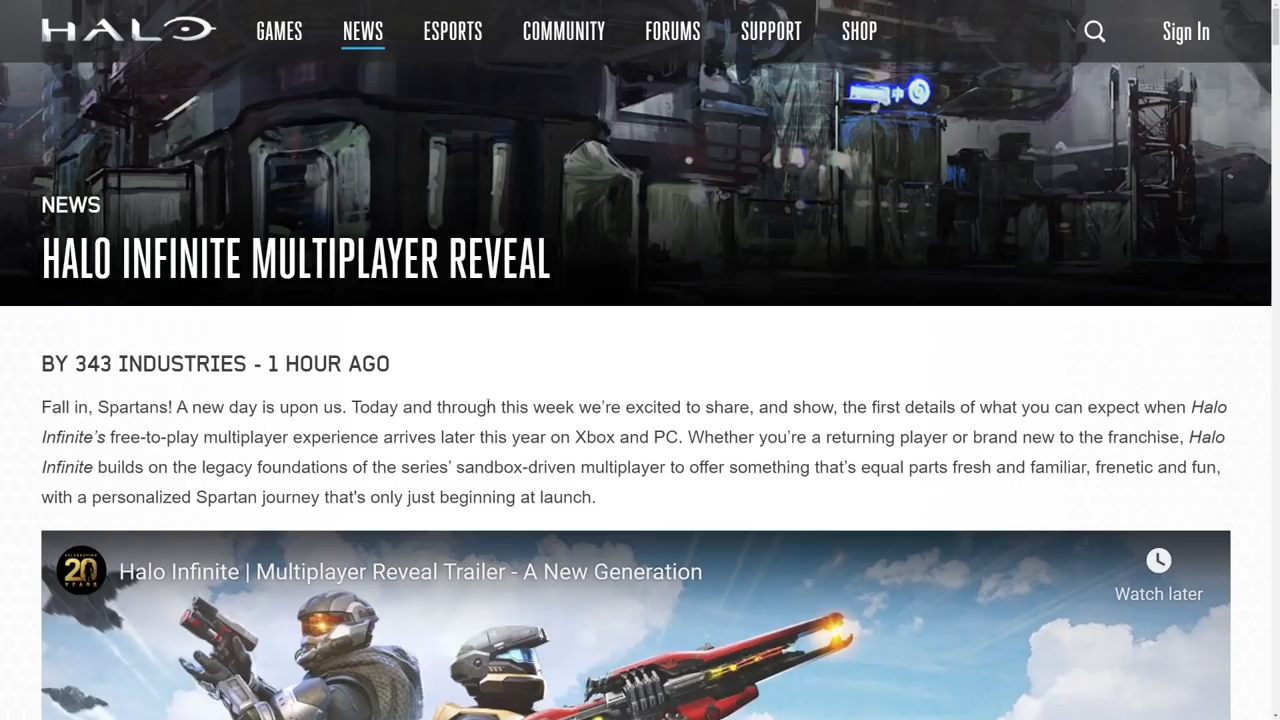 HALO
GAMES
NEWS
ESPORTS
COMMUNITY
FORUMS
SUPPORT
SHOP
Sign In
NEWS
HALO INFINITE MULTIPLAYER REVEAL
BY 343 INDUSTRIES - 1 HOUR AGO
Fall in, Spartans! A new day is upon us. Today and through this week we’re excited to share, and show, the first details of what you can expect when Halo
Infinite’s free-to-play multiplayer experience arrives later this year on Xbox and PC. Whether you’re a returning player or brand new to the franchise, Halo
Infinite builds on the legacy foundations of the series’ sandbox-driven multiplayer to offer something that’s equal parts fresh and familiar, frenetic and fun,
with a personalized Spartan journey that's only just beginning at launch.
20
YEARS
Halo Infinite | Multiplayer Reveal Trailer - A New Generation
Watch later